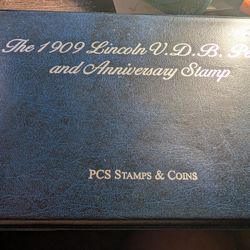 The 1909 Lincoln V.D.B.
and Anniversary Stamp
PCS STAMPS & COINS